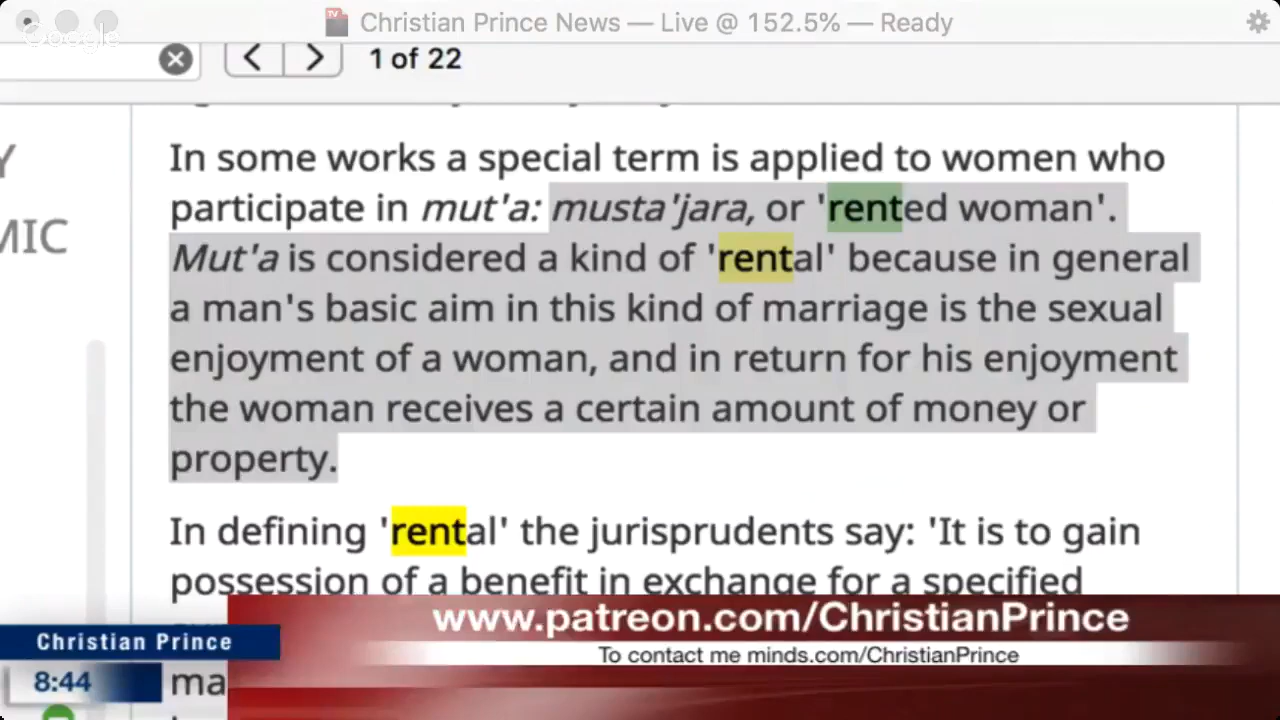 Christian Prince News — Live @ 152.5% — Ready
Google
1 of 22
Y
MIC
In some works a special term is applied to women who
participate in mut'a: musta'jara, or 'rented woman'.
Mut'a is considered a kind of 'rental' because in general
a man's basic aim in this kind of marriage is the sexual
enjoyment of a woman, and in return for his enjoyment
the woman receives a certain amount of money or
property.
In defining 'rental' the jurisprudents say: 'It is to gain
possession of a benefit in exchange for a specified
www.patreon.com/ChristianPrince
Christian Prince
To contact me minds.com/ChristianPrince
8:44
ma